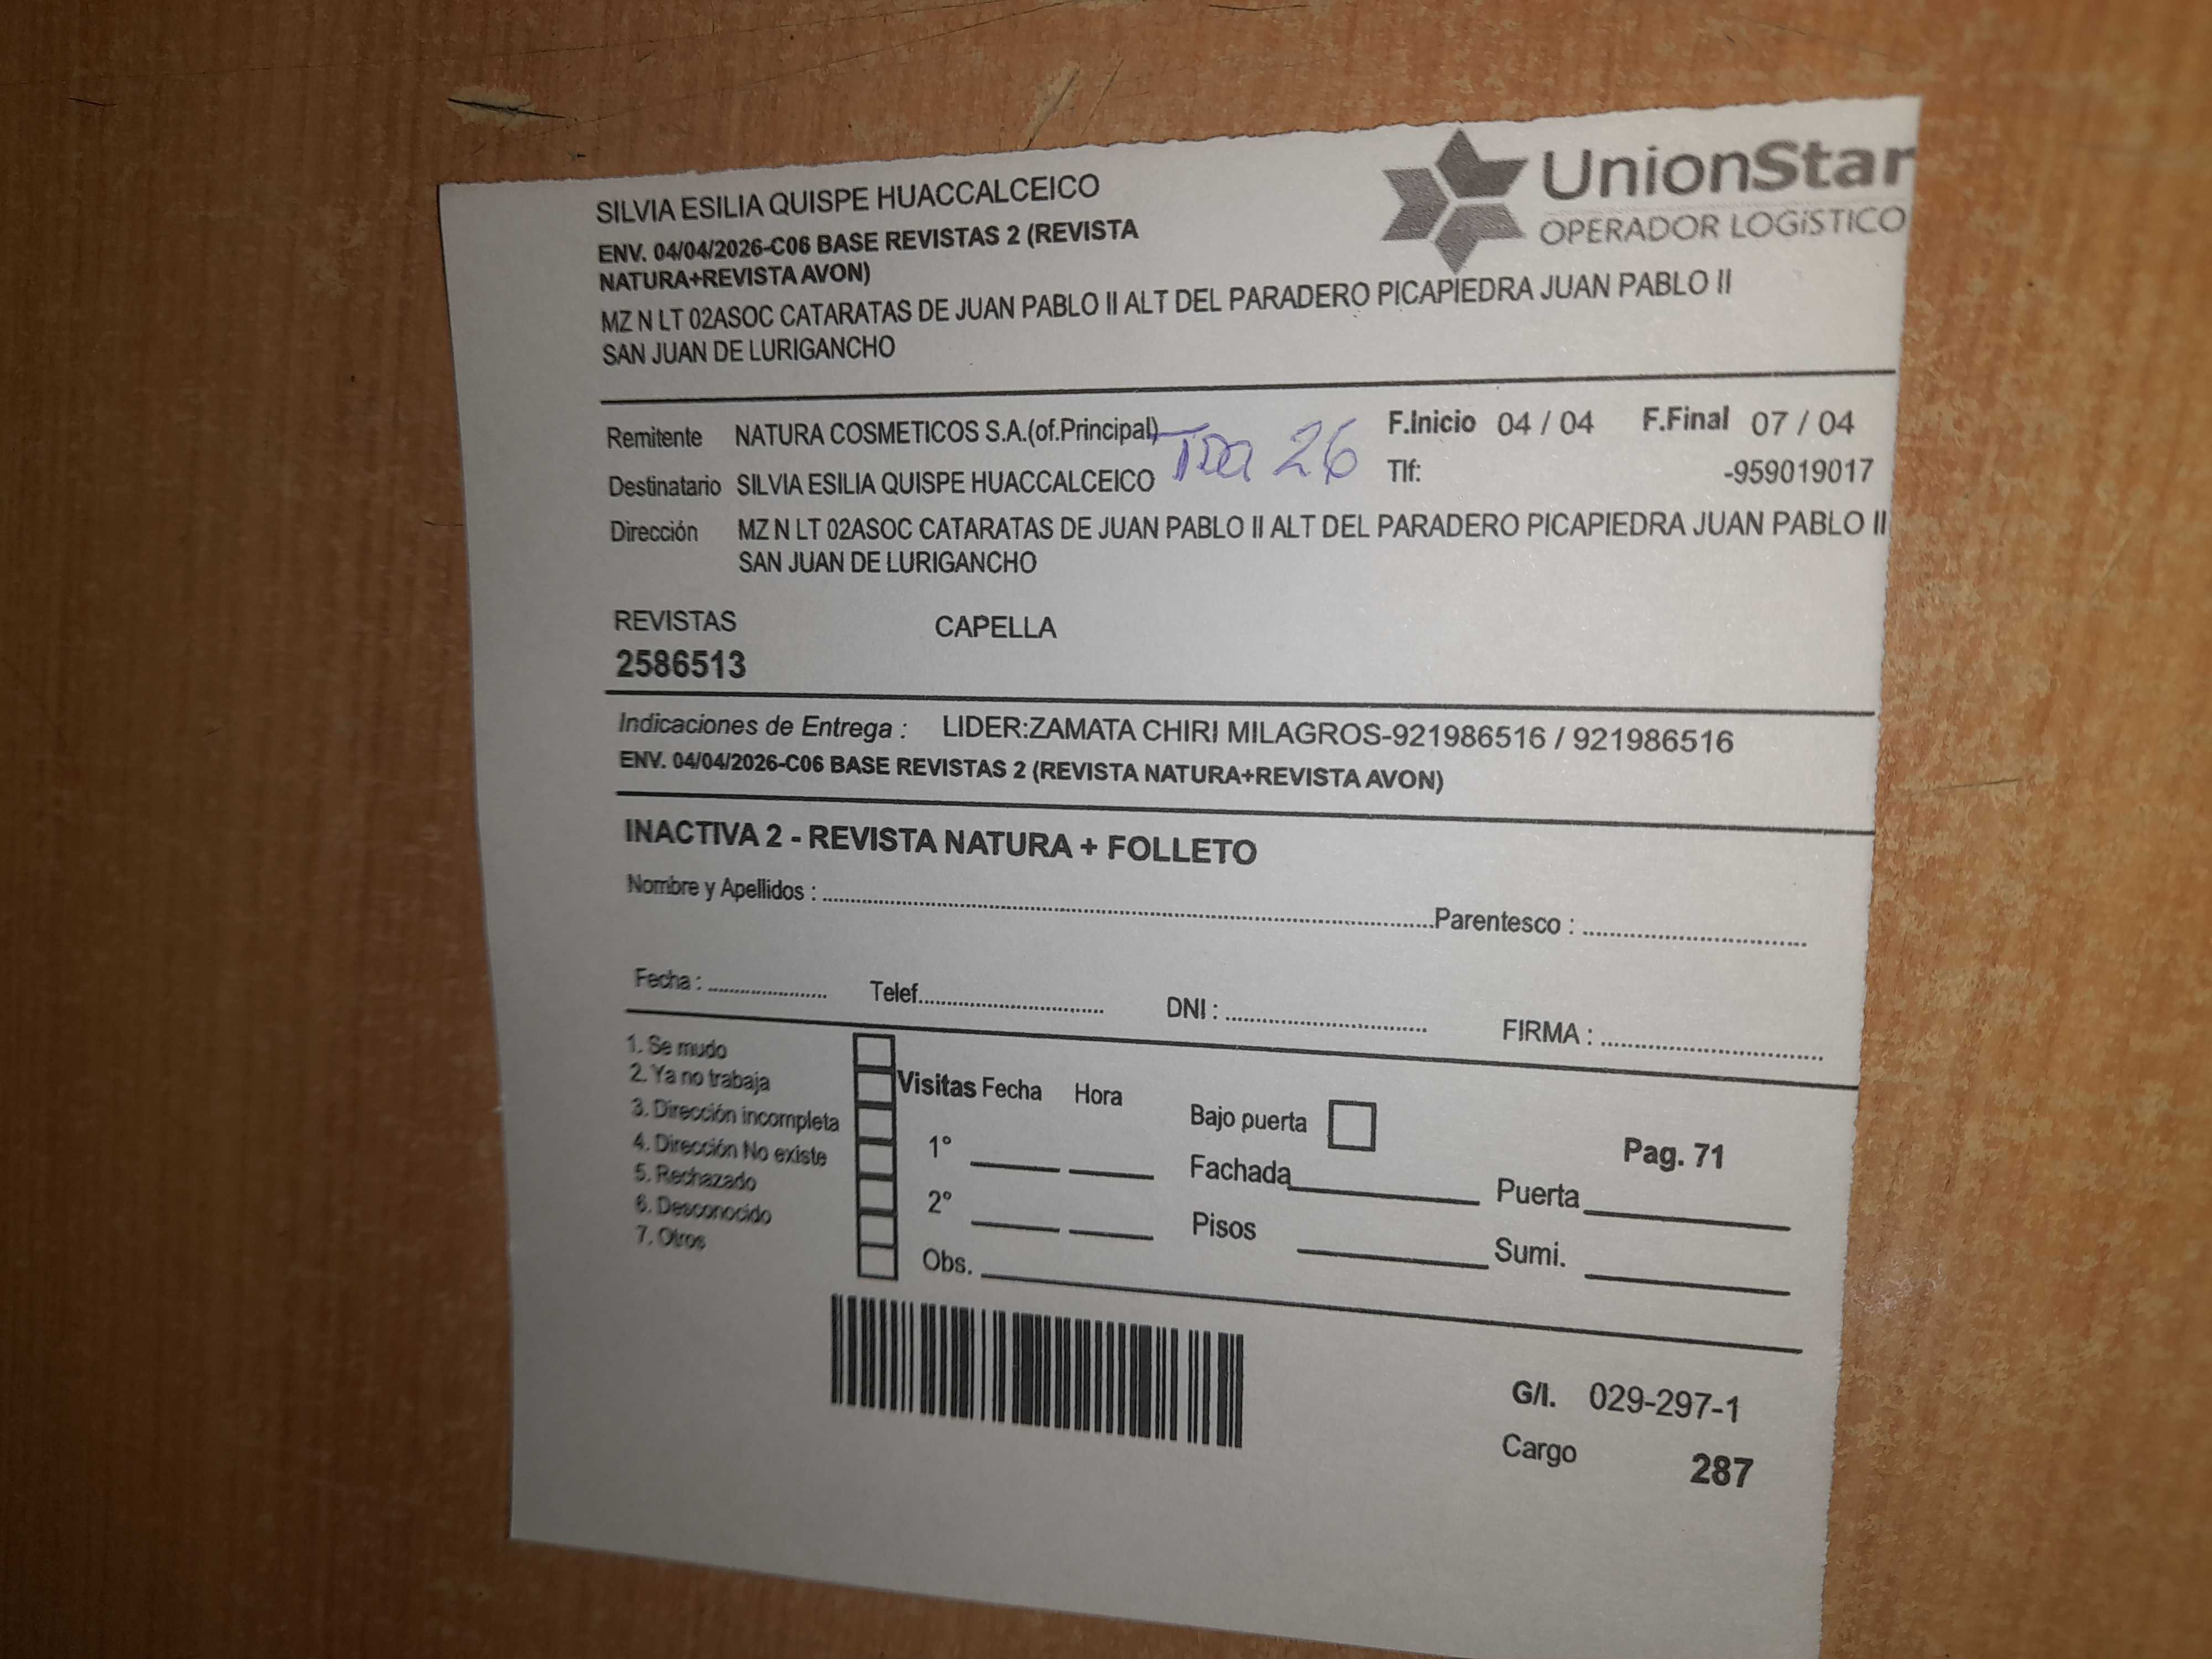 SILVIA ESILIA QUISPE HUACCALCEICO
ENV. 04/04/2026-C06 BASE REVISTAS 2 (REVISTA
NATURA+REVISTA AVON)
MZ N LT 02ASOC CATARATAS DE JUAN PABLO II ALT DEL PARADERO PICAPIEDRA JUAN PABLO II
SAN JUAN DE LURIGANCHO
UnionStar
OPERADOR LOGíSTICO
Remitente NATURA COSMETICOS S.A.(of.Principal)
F.Inicio 04 / 04 F.Final 07 / 04
Destinatario SILVIA ESILIA QUISPE HUACCALCEICO
26
Tlf: -959019017
Dirección MZ N LT 02ASOC CATARATAS DE JUAN PABLO II ALT DEL PARADERO PICAPIEDRA JUAN PABLO II
SAN JUAN DE LURIGANCHO
REVISTAS CAPELLA
2586513
Indicaciones de Entrega : LIDER:ZAMATA CHIRI MILAGROS-921986516 / 921986516
ENV. 04/04/2026-C06 BASE REVISTAS 2 (REVISTA NATURA+REVISTA AVON)
INACTIVA 2 - REVISTA NATURA + FOLLETO
Nombre y Apellidos : Parentesco :
Fecha : Telef. DNI : FIRMA :
1. Se mudo
2. Ya no trabaja
3. Dirección incompleta
4. Dirección No existe
5. Rechazado
6. Desconocido
7. Otros
Visitas Fecha Hora
1°
2°
Obs.
Bajo puerta
Fachada
Pisos
Pag. 71
Puerta
Sumi.
G/I. 029-297-1
Cargo 287